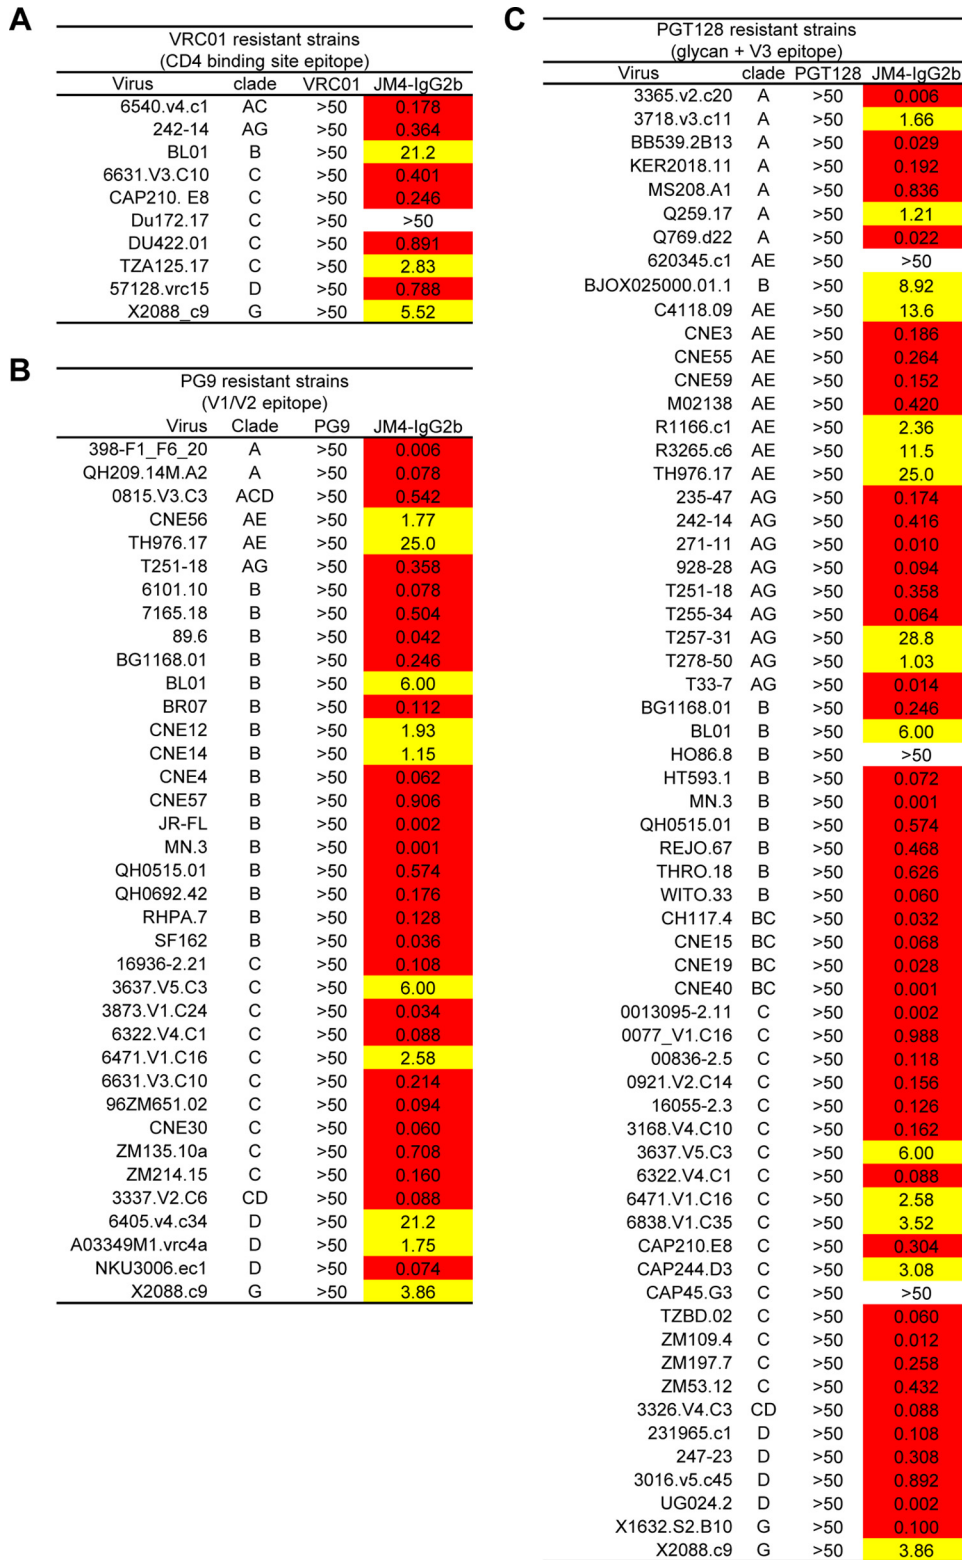 A
VRC01 resistant strains
(CD4 binding site epitope)
Virus clade VRC01 JM4-IgG2b
6540.v4.c1 AC >50 0.178
242-14 AG >50 0.364
BL01 B >50 21.2
6631.V3.C10 C >50 0.401
CAP210. E8 C >50 0.246
Du172.17 C >50 >50
DU422.01 C >50 0.891
TZA125.17 C >50 2.83
57128.vrc15 D >50 0.788
X2088_c9 G >50 5.52
B
PG9 resistant strains
(V1/V2 epitope)
Virus Clade PG9 JM4-IgG2b
398-F1_F6_20 A >50 0.006
QH209.14M.A2 A >50 0.078
0815.V3.C3 ACD >50 0.542
CNE56 AE >50 1.77
TH976.17 AE >50 25.0
T251-18 AG >50 0.358
6101.10 B >50 0.078
7165.18 B >50 0.504
89.6 B >50 0.042
BG1168.01 B >50 0.246
BL01 B >50 6.00
BR07 B >50 0.112
CNE12 B >50 1.93
CNE14 B >50 1.15
CNE4 B >50 0.062
CNE57 B >50 0.906
JR-FL B >50 0.002
MN.3 B >50 0.001
QH0515.01 B >50 0.574
QH0692.42 B >50 0.176
RHPA.7 B >50 0.128
SF162 B >50 0.036
16936-2.21 C >50 0.108
3637.V5.C3 C >50 6.00
3873.V1.C24 C >50 0.034
6322.V4.C1 C >50 0.088
6471.V1.C16 C >50 2.58
6631.V3.C10 C >50 0.214
96ZM651.02 C >50 0.094
CNE30 C >50 0.060
ZM135.10a C >50 0.708
ZM214.15 C >50 0.160
3337.V2.C6 CD >50 0.088
6405.v4.c34 D >50 21.2
A03349M1.vrc4a D >50 1.75
NKU3006.ec1 D >50 0.074
X2088.c9 G >50 3.86
C
PGT128 resistant strains
(glycan + V3 epitope)
Virus clade PGT128 JM4-IgG2b
3365.v2.c20 A >50 0.006
3718.v3.c11 A >50 1.66
BB539.2B13 A >50 0.029
KER2018.11 A >50 0.192
MS208.A1 A >50 0.836
Q259.17 A >50 1.21
Q769.d22 A >50 0.022
620345.c1 AE >50 >50
BJOX025000.01.1 B >50 8.92
C4118.09 AE >50 13.6
CNE3 AE >50 0.186
CNE55 AE >50 0.264
CNE59 AE >50 0.152
M02138 AE >50 0.420
R1166.c1 AE >50 2.36
R3265.c6 AE >50 11.5
TH976.17 AE >50 25.0
235-47 AG >50 0.174
242-14 AG >50 0.416
271-11 AG >50 0.010
928-28 AG >50 0.094
T251-18 AG >50 0.358
T255-34 AG >50 0.064
T257-31 AG >50 28.8
T278-50 AG >50 1.03
T33-7 AG >50 0.014
BG1168.01 B >50 0.246
BL01 B >50 6.00
HO86.8 B >50 >50
HT593.1 B >50 0.072
MN.3 B >50 0.001
QH0515.01 B >50 0.574
REJO.67 B >50 0.468
THRO.18 B >50 0.626
WITO.33 B >50 0.060
CH117.4 BC >50 0.032
CNE15 BC >50 0.068
CNE19 BC >50 0.028
CNE40 BC >50 0.001
0013095-2.11 C >50 0.002
0077_V1.C16 C >50 0.988
00836-2.5 C >50 0.118
0921.V2.C14 C >50 0.156
16055-2.3 C >50 0.126
3168.V4.C10 C >50 0.162
3637.V5.C3 C >50 6.00
6322.V4.C1 C >50 0.088
6471.V1.C16 C >50 2.58
6838.V1.C35 C >50 3.52
CAP210.E8 C >50 0.304
CAP244.D3 C >50 3.08
CAP45.G3 C >50 >50
TZBD.02 C >50 0.060
ZM109.4 C >50 0.012
ZM197.7 C >50 0.258
ZM53.12 C >50 0.432
3326.V4.C3 CD >50 0.088
231965.c1 D >50 0.108
247-23 D >50 0.308
3016.v5.c45 D >50 0.892
UG024.2 D >50 0.002
X1632.S2.B10 G >50 0.100
X2088.c9 G >50 3.86